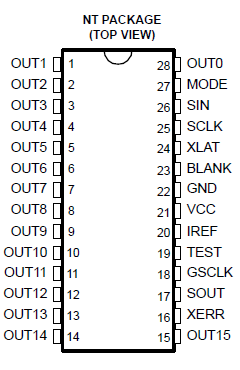 NT PACKAGE
(TOP VIEW)
OUT1 1 28 OUT0
OUT2 2 27 MODE
OUT3 3 26 SIN
OUT4 4 25 SCLK
OUT5 5 24 XLAT
OUT6 6 23 BLANK
OUT7 7 22 GND
OUT8 8 21 VCC
OUT9 9 20 IREF
OUT10 10 19 TEST
OUT11 11 18 GSCLK
OUT12 12 17 SOUT
OUT13 13 16 XERR
OUT14 14 15 OUT15